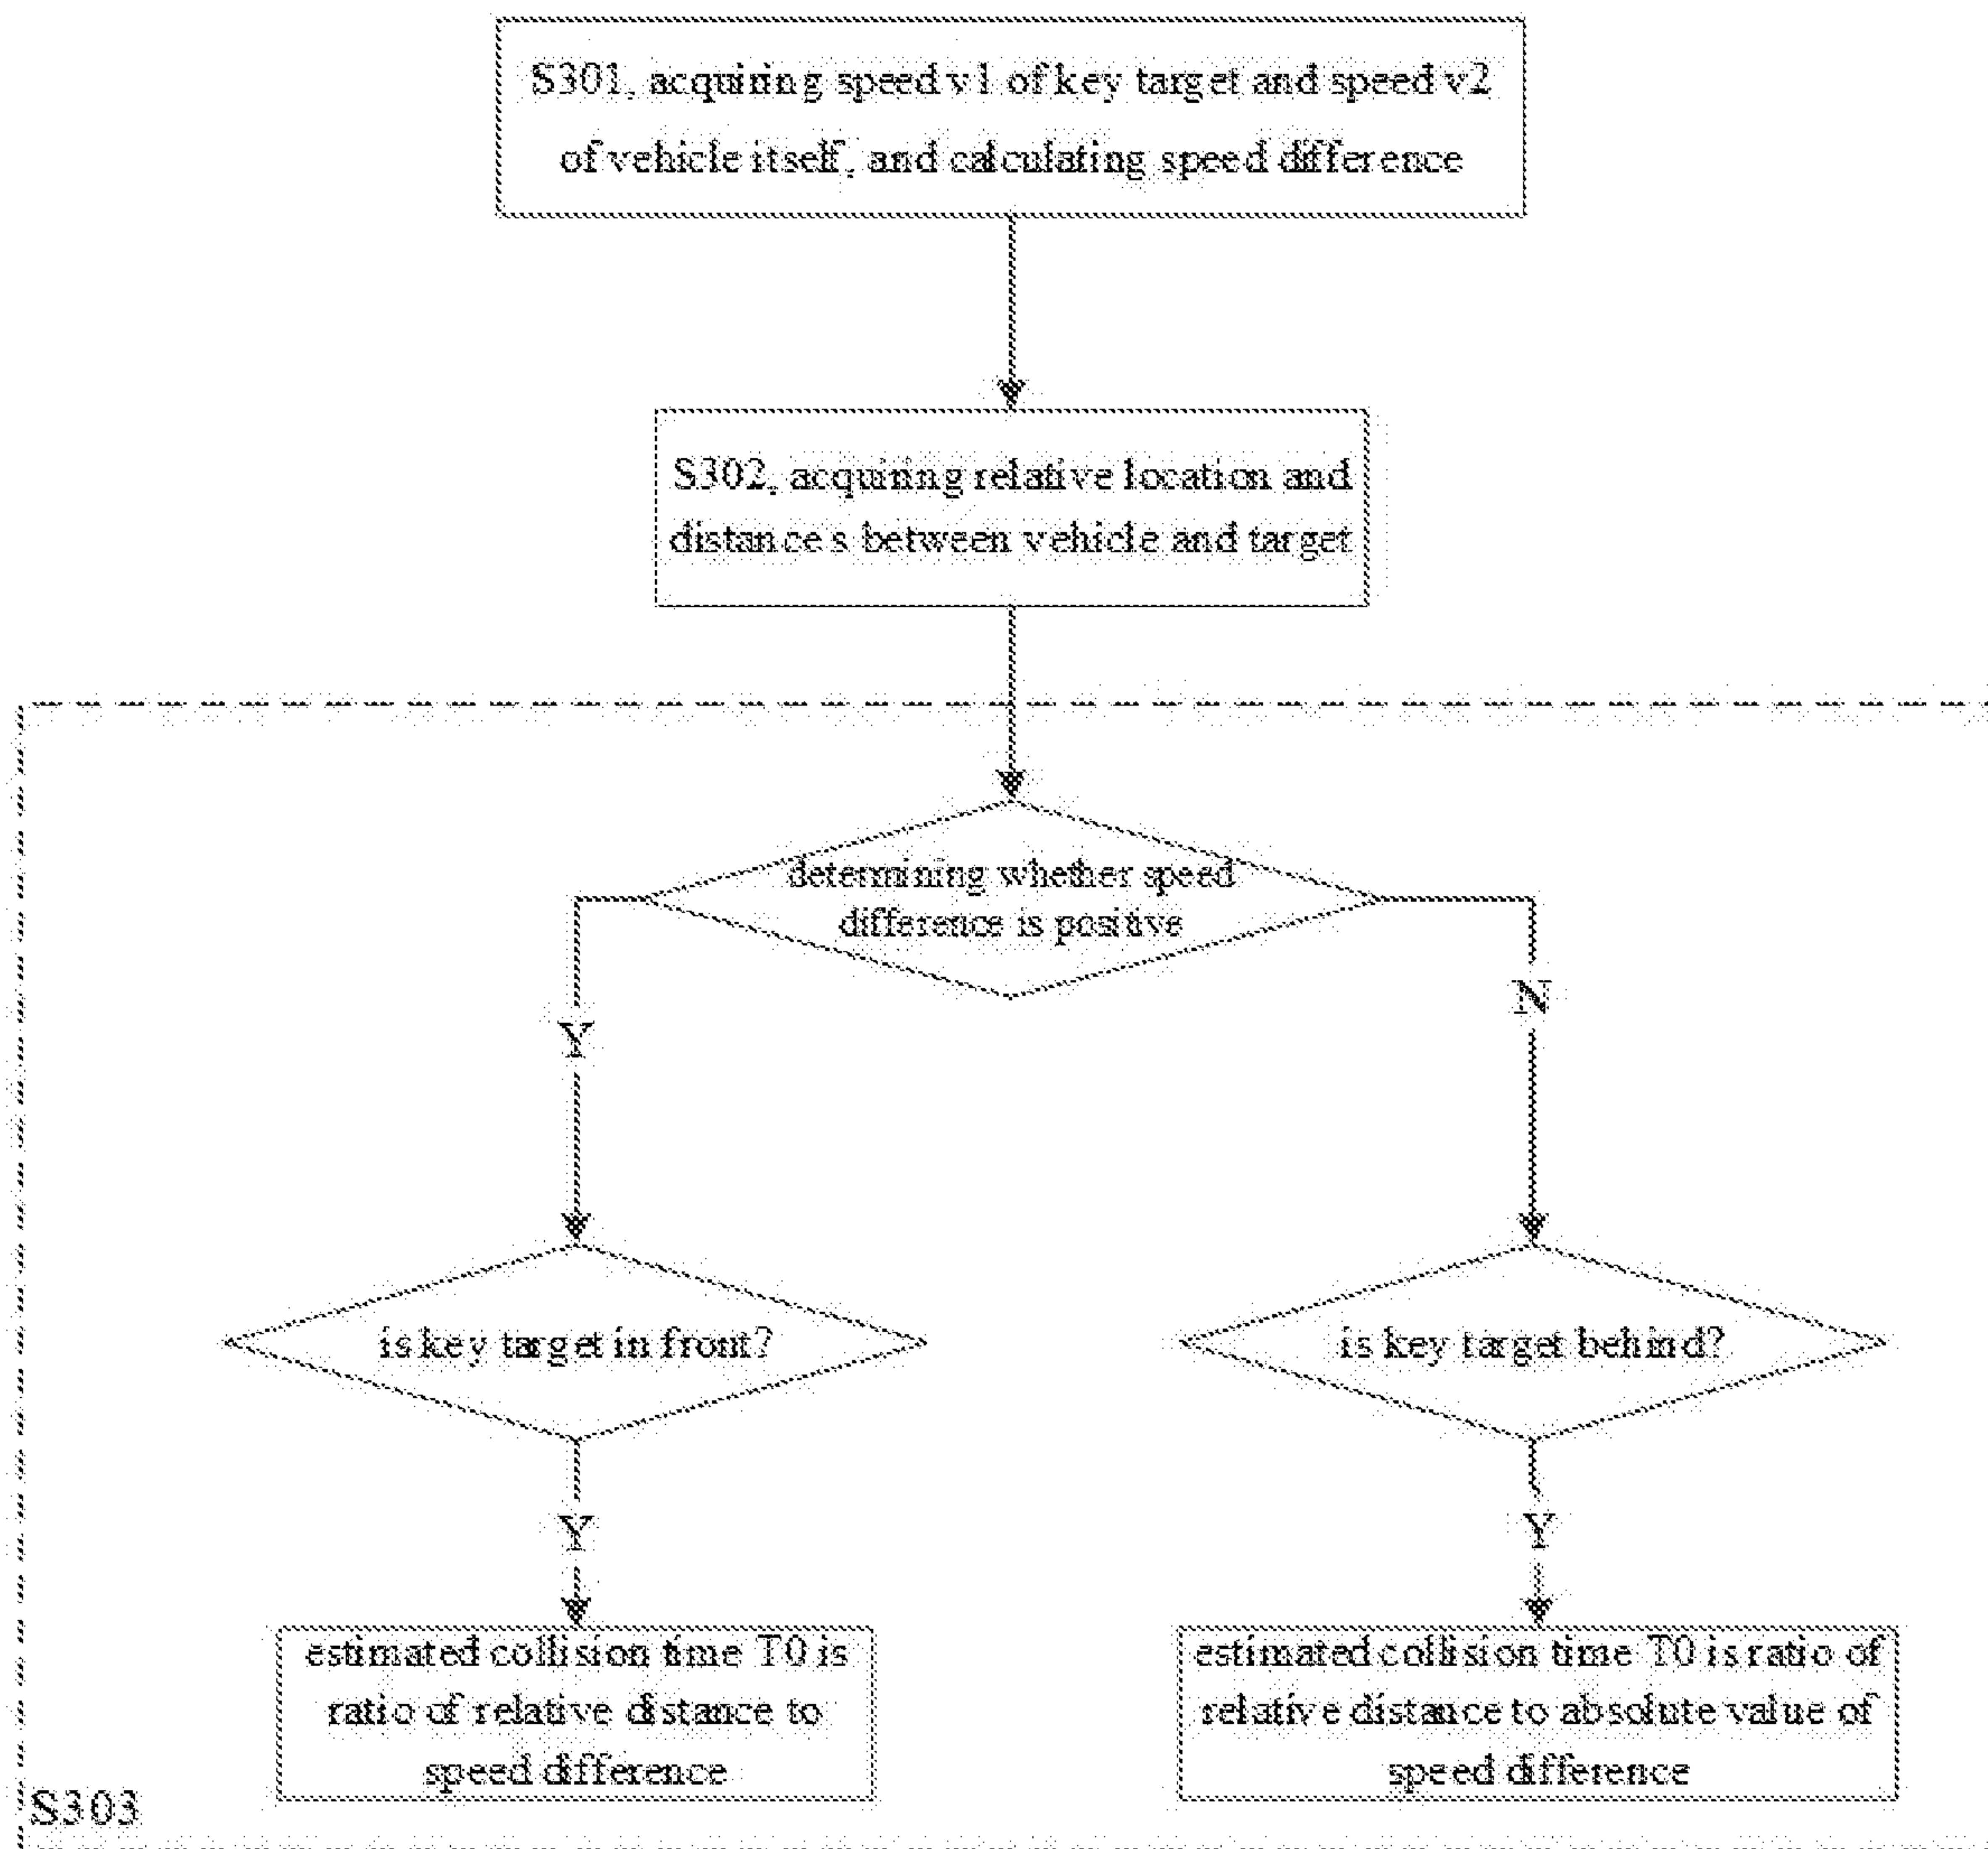 S301, acquiring speed v1 of key target and speed v2
of vehicle itself, and calculating speed difference
S302, acquiring relative location and
distance s between vehicle and target
determining whether speed
difference is positive
Y
N
is key target in front?
is key target behind?
Y
Y
estimated collision time T0 is
ratio of relative distance to
speed difference
estimated collision time T0 is ratio of
relative distance to absolute value of
speed difference
S303